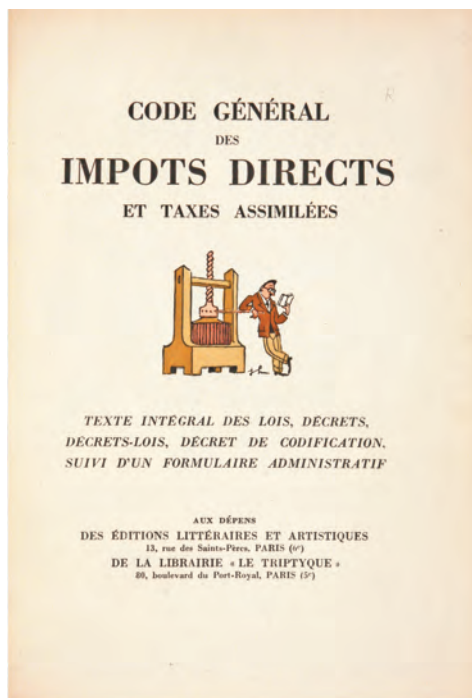 CODE GÉNÉRAL
DES
IMPOTS DIRECTS
ET TAXES ASSIMILÉES
TEXTE INTÉGRAL DES LOIS, DÉCRETS,
DÉCRETS-LOIS, DÉCRET DE CODIFICATION,
SUIVI D'UN FORMULAIRE ADMINISTRATIF
AUX DÉPENS
DES ÉDITIONS LITTÉRAIRES ET ARTISTIQUES
13, rue des Saints-Pères, PARIS (6e)
DE LA LIBRAIRIE « LE TRIPTYQUE »
80, boulevard du Port-Royal, PARIS (5e)